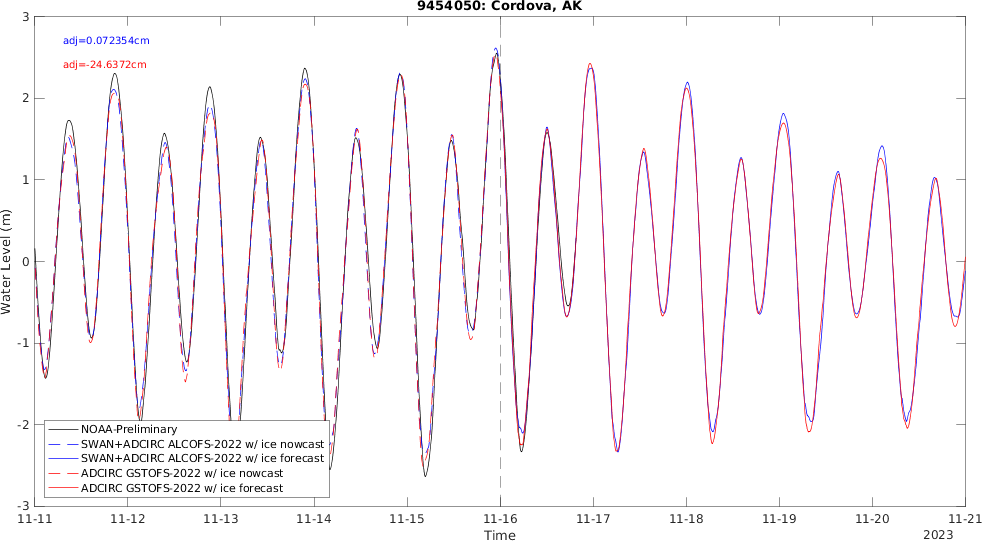 9454050: Cordova, AK
adj=0.072354cm
adj=-24.6372cm
3
2
1
0
-1
-2
-3
Water Level (m)
NOAA-Preliminary
SWAN+ADCIRC ALCOFS-2022 w/ ice nowcast
SWAN+ADCIRC ALCOFS-2022 w/ ice forecast
ADCIRC GSTOFS-2022 w/ ice nowcast
ADCIRC GSTOFS-2022 w/ ice forecast
11-11 11-12 11-13 11-14 11-15 11-16 11-17 11-18 11-19 11-20 11-21
Time
2023